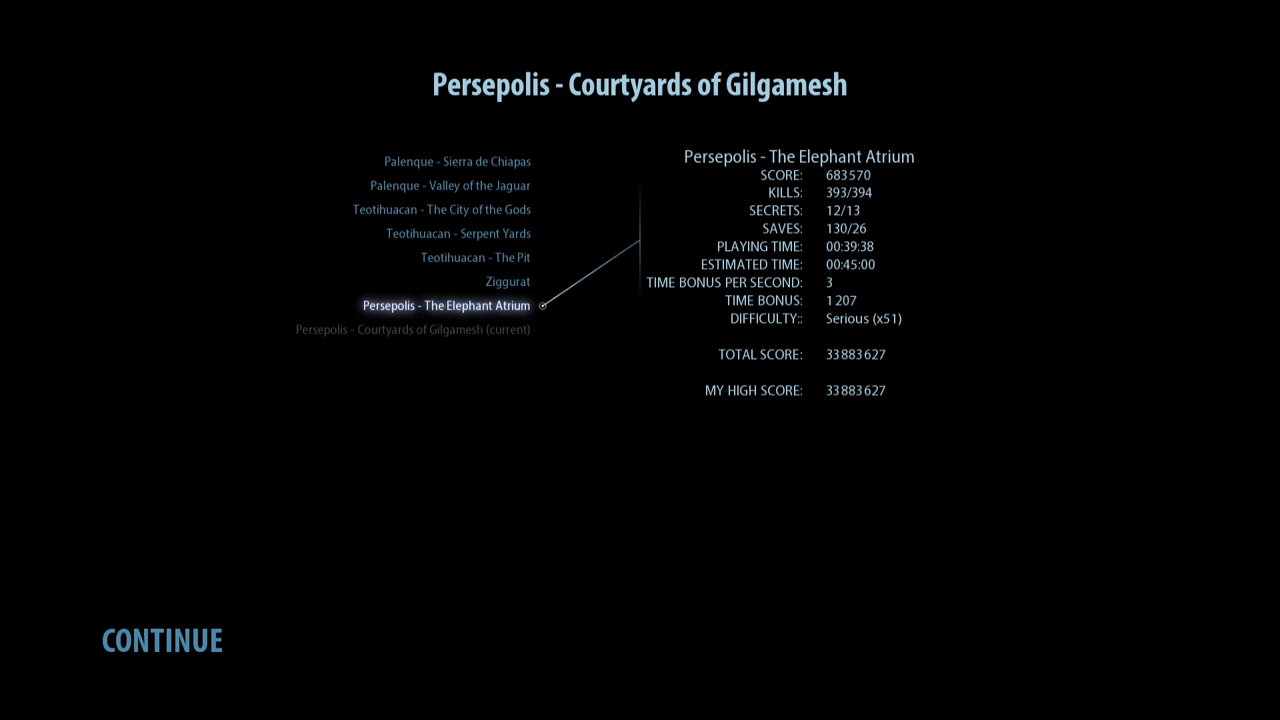 Persepolis - Courtyards of Gilgamesh
Palenque - Sierra de Chiapas
Palenque - Valley of the Jaguar
Teotihuacan - The City of the Gods
Teotihuacan - Serpent Yards
Teotihuacan - The Pit
Ziggurat
Persepolis - The Elephant Atrium
Persepolis - Courtyards of Gilgamesh (current)
Persepolis - The Elephant Atrium
SCORE: 683570
KILLS: 393/394
SECRETS: 12/13
SAVES: 130/26
PLAYING TIME: 00:39:38
ESTIMATED TIME: 00:45:00
TIME BONUS PER SECOND: 3
TIME BONUS: 1207
DIFFICULTY:: Serious (x51)
TOTAL SCORE: 33883627
MY HIGH SCORE: 33883627
CONTINUE